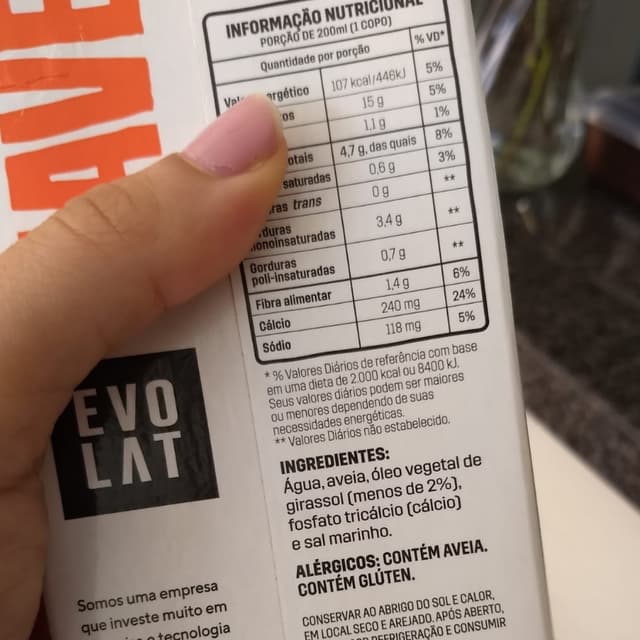 AVE
EVO
LAT
Somos uma empresa
que investe muito em
tecnologia
INFORMAÇÃO NUTRICIONAL
PORÇÃO DE 200ml (1 COPO)
Quantidade por porção % VD*
107 kcal/446kJ 5%
15 g 5%
1,1 g 1%
4,7 g, das quais 8%
saturadas 0,6 g 3%
trans 0 g **
3,4 g **
Gorduras
poli-insaturadas 0,7 g **
Fibra alimentar 1,4 g 6%
Cálcio 240 mg 24%
Sódio 118 mg 5%
* % Valores Diários de referência com base
em uma dieta de 2.000 kcal ou 8400 kJ.
Seus valores diários podem ser maiores
ou menores dependendo de suas
necessidades energéticas.
** Valores Diários não estabelecido.
INGREDIENTES:
Água, aveia, óleo vegetal de
girassol (menos de 2%),
fosfato tricálcio (cálcio)
e sal marinho.
ALÉRGICOS: CONTÉM AVEIA.
CONTÉM GLÚTEN.
CONSERVAR AO ABRIGO DO SOL E CALOR,
EM LOCAL SECO E AREJADO. APÓS ABERTO,
REFRIGERAÇÃO E CONSUMIR